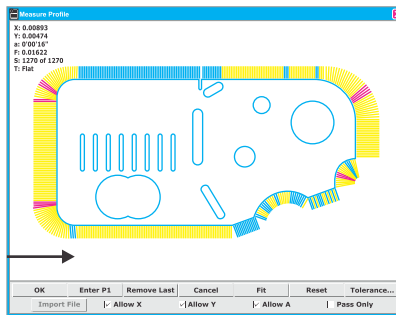 Measure Profile
X: 0.00893
Y: 0.00474
a: 0'00'16"
F: 0.01622
S: 1270 of 1270
T: Flat
OK Enter P1 Remove Last Cancel Fit Reset Tolerance...
Import File Allow X Allow Y Allow A Pass Only